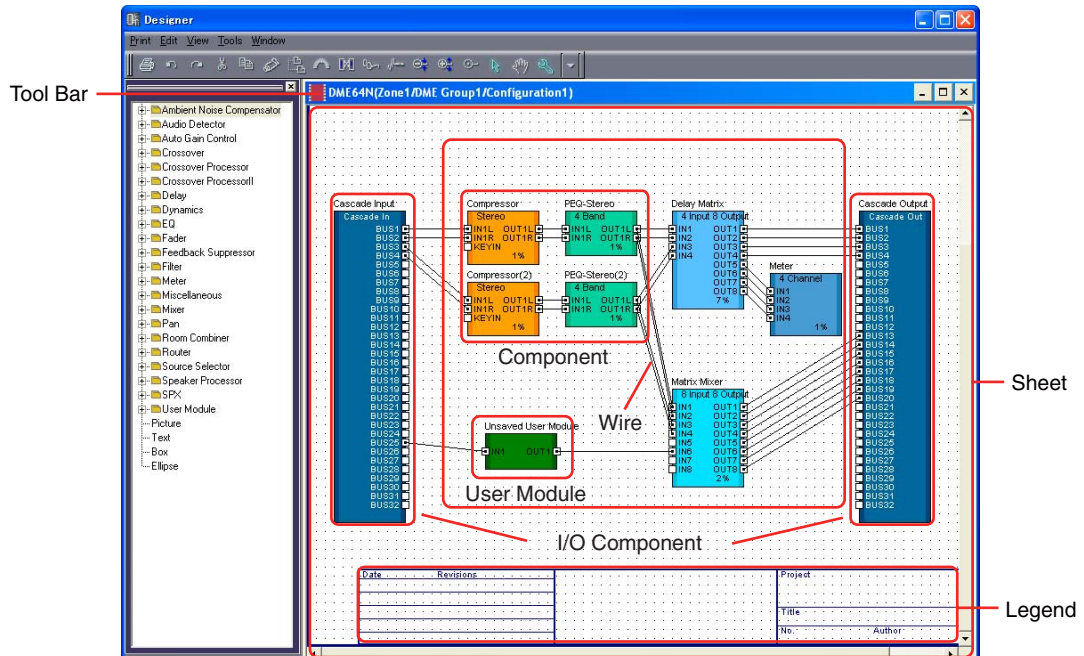 Designer
Print Edit View Tools Window
Tool Bar
DME64N(Zone1/DME Group1/Configuration1)
Ambient Noise Compensator
Audio Detector
Auto Gain Control
Crossover
Crossover Processor
Crossover ProcessorII
Delay
Dynamics
EQ
Fader
Feedback Suppressor
Filter
Meter
Miscellaneous
Mixer
Pan
Room Combiner
Router
Source Selector
Speaker Processor
SPX
User Module
Picture
Text
Box
Ellipse
Cascade Input
Cascade In
BUS1
BUS2
BUS3
BUS4
BUS5
BUS6
BUS7
BUS8
BUS9
BUS10
BUS11
BUS12
BUS13
BUS14
BUS15
BUS16
BUS17
BUS18
BUS19
BUS20
BUS21
BUS22
BUS23
BUS24
BUS25
BUS26
BUS27
BUS28
BUS29
BUS30
BUS31
BUS32
Compressor
Stereo
IN1L OUT1L
IN1R OUT1R
KEYIN
1%
PEQ-Stereo
4 Band
IN1L OUT1L
IN1R OUT1R
1%
Compressor(2)
Stereo
IN1L OUT1L
IN1R OUT1R
KEYIN
1%
PEQ-Stereo(2)
4 Band
IN1L OUT1L
IN1R OUT1R
1%
Component
Delay Matrix
4 Input 8 Output
IN1 OUT1
IN2 OUT2
IN3 OUT3
IN4 OUT4
OUT5
OUT6
OUT7
OUT8
7%
Meter
4 Channel
IN1
IN2
IN3
IN4
1%
Wire
Matrix Mixer
8 Input 8 Output
IN1 OUT1
IN2 OUT2
IN3 OUT3
IN4 OUT4
IN5 OUT5
IN6 OUT6
IN7 OUT7
IN8 OUT8
2%
Unsaved User Module
IN1 OUT1
User Module
Cascade Output
Cascade Out
BUS1
BUS2
BUS3
BUS4
BUS5
BUS6
BUS7
BUS8
BUS9
BUS10
BUS11
BUS12
BUS13
BUS14
BUS15
BUS16
BUS17
BUS18
BUS19
BUS20
BUS21
BUS22
BUS23
BUS24
BUS25
BUS26
BUS27
BUS28
BUS29
BUS30
BUS31
BUS32
Sheet
I/O Component
Date Revisions
Project
Title
No. Author
Legend